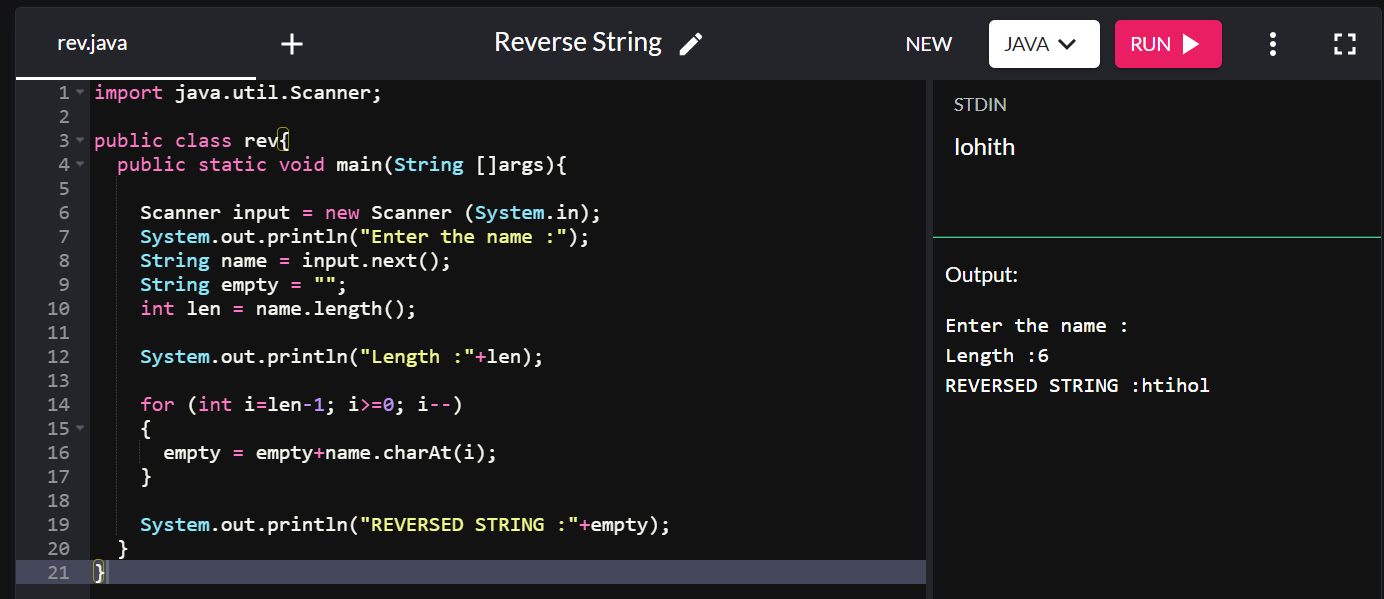 rev.java + Reverse String NEW JAVA RUN
1 import java.util.Scanner;
2
3 public class rev{
4   public static void main(String []args){
5
6     Scanner input = new Scanner (System.in);
7     System.out.println("Enter the name :");
8     String name = input.next();
9     String empty = "";
10     int len = name.length();
11
12     System.out.println("Length :"+len);
13
14     for (int i=len-1; i>=0; i--)
15     {
16       empty = empty+name.charAt(i);
17     }
18
19     System.out.println("REVERSED STRING :"+empty);
20   }
21 }
STDIN
lohith
Output:
Enter the name :
Length :6
REVERSED STRING :htihol